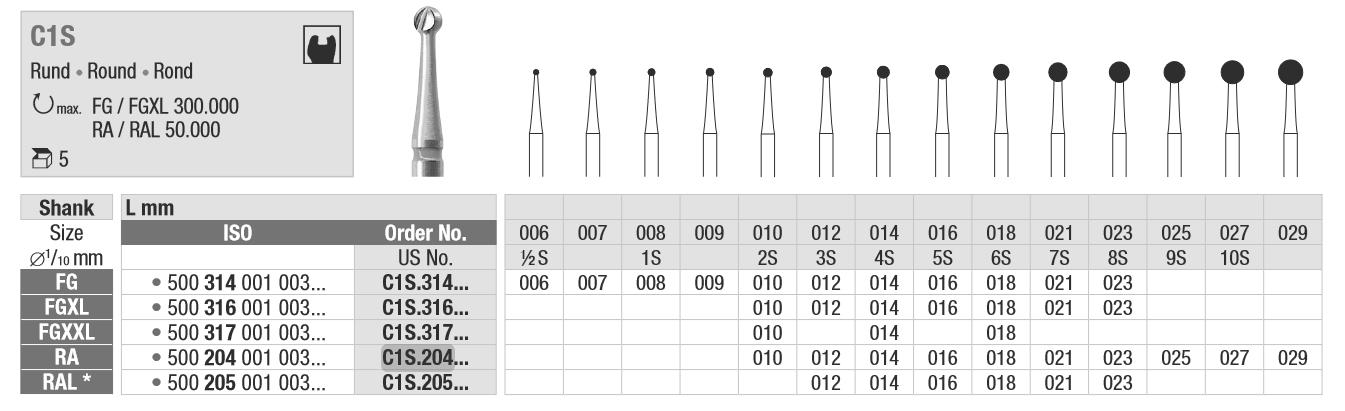 C1S
Rund • Round • Rond
max. FG / FGXL 300.000
RA / RAL 50.000
5
Shank L mm
Size ISO Order No. 006 007 008 009 010 012 014 016 018 021 023 025 027 029
⌀1/10 mm US No. ½S 1S 2S 3S 4S 5S 6S 7S 8S 9S 10S
FG • 500 314 001 003... C1S.314... 006 007 008 009 010 012 014 016 018 021 023
FGXL • 500 316 001 003... C1S.316... 010 012 014 016 018 021 023
FGXXL • 500 317 001 003... C1S.317... 010 014 018
RA • 500 204 001 003... C1S.204... 010 012 014 016 018 021 023 025 027 029
RAL * • 500 205 001 003... C1S.205... 012 014 016 018 021 023